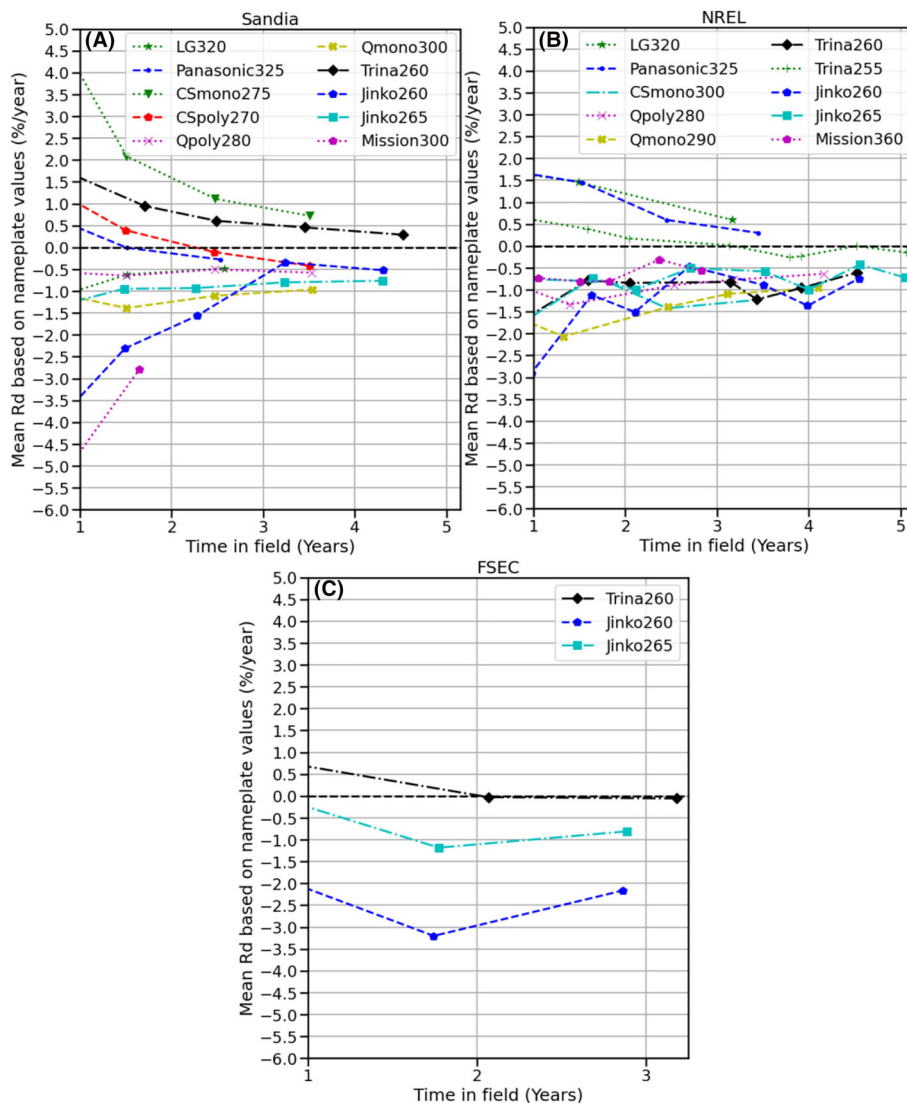 Sandia
(A)
LG320
Panasonic325
CSmono275
CSpoly270
Qpoly280
Qmono300
Trina260
Jinko260
Jinko265
Mission300
Mean Rd based on nameplate values (%/year)
5.0
4.5
4.0
3.5
3.0
2.5
2.0
1.5
1.0
0.5
0.0
−0.5
−1.0
−1.5
−2.0
−2.5
−3.0
−3.5
−4.0
−4.5
−5.0
−5.5
−6.0
1 2 3 4 5
Time in field (Years)
NREL
(B)
LG320
Panasonic325
CSmono300
Qpoly280
Qmono290
Trina260
Trina255
Jinko260
Jinko265
Mission360
Mean Rd based on nameplate values (%/year)
5.0
4.5
4.0
3.5
3.0
2.5
2.0
1.5
1.0
0.5
0.0
−0.5
−1.0
−1.5
−2.0
−2.5
−3.0
−3.5
−4.0
−4.5
−5.0
−5.5
−6.0
1 2 3 4 5
Time in field (Years)
FSEC
(C)
Trina260
Jinko260
Jinko265
Mean Rd based on nameplate values (%/year)
5.0
4.5
4.0
3.5
3.0
2.5
2.0
1.5
1.0
0.5
0.0
−0.5
−1.0
−1.5
−2.0
−2.5
−3.0
−3.5
−4.0
−4.5
−5.0
−5.5
−6.0
1 2 3
Time in field (Years)